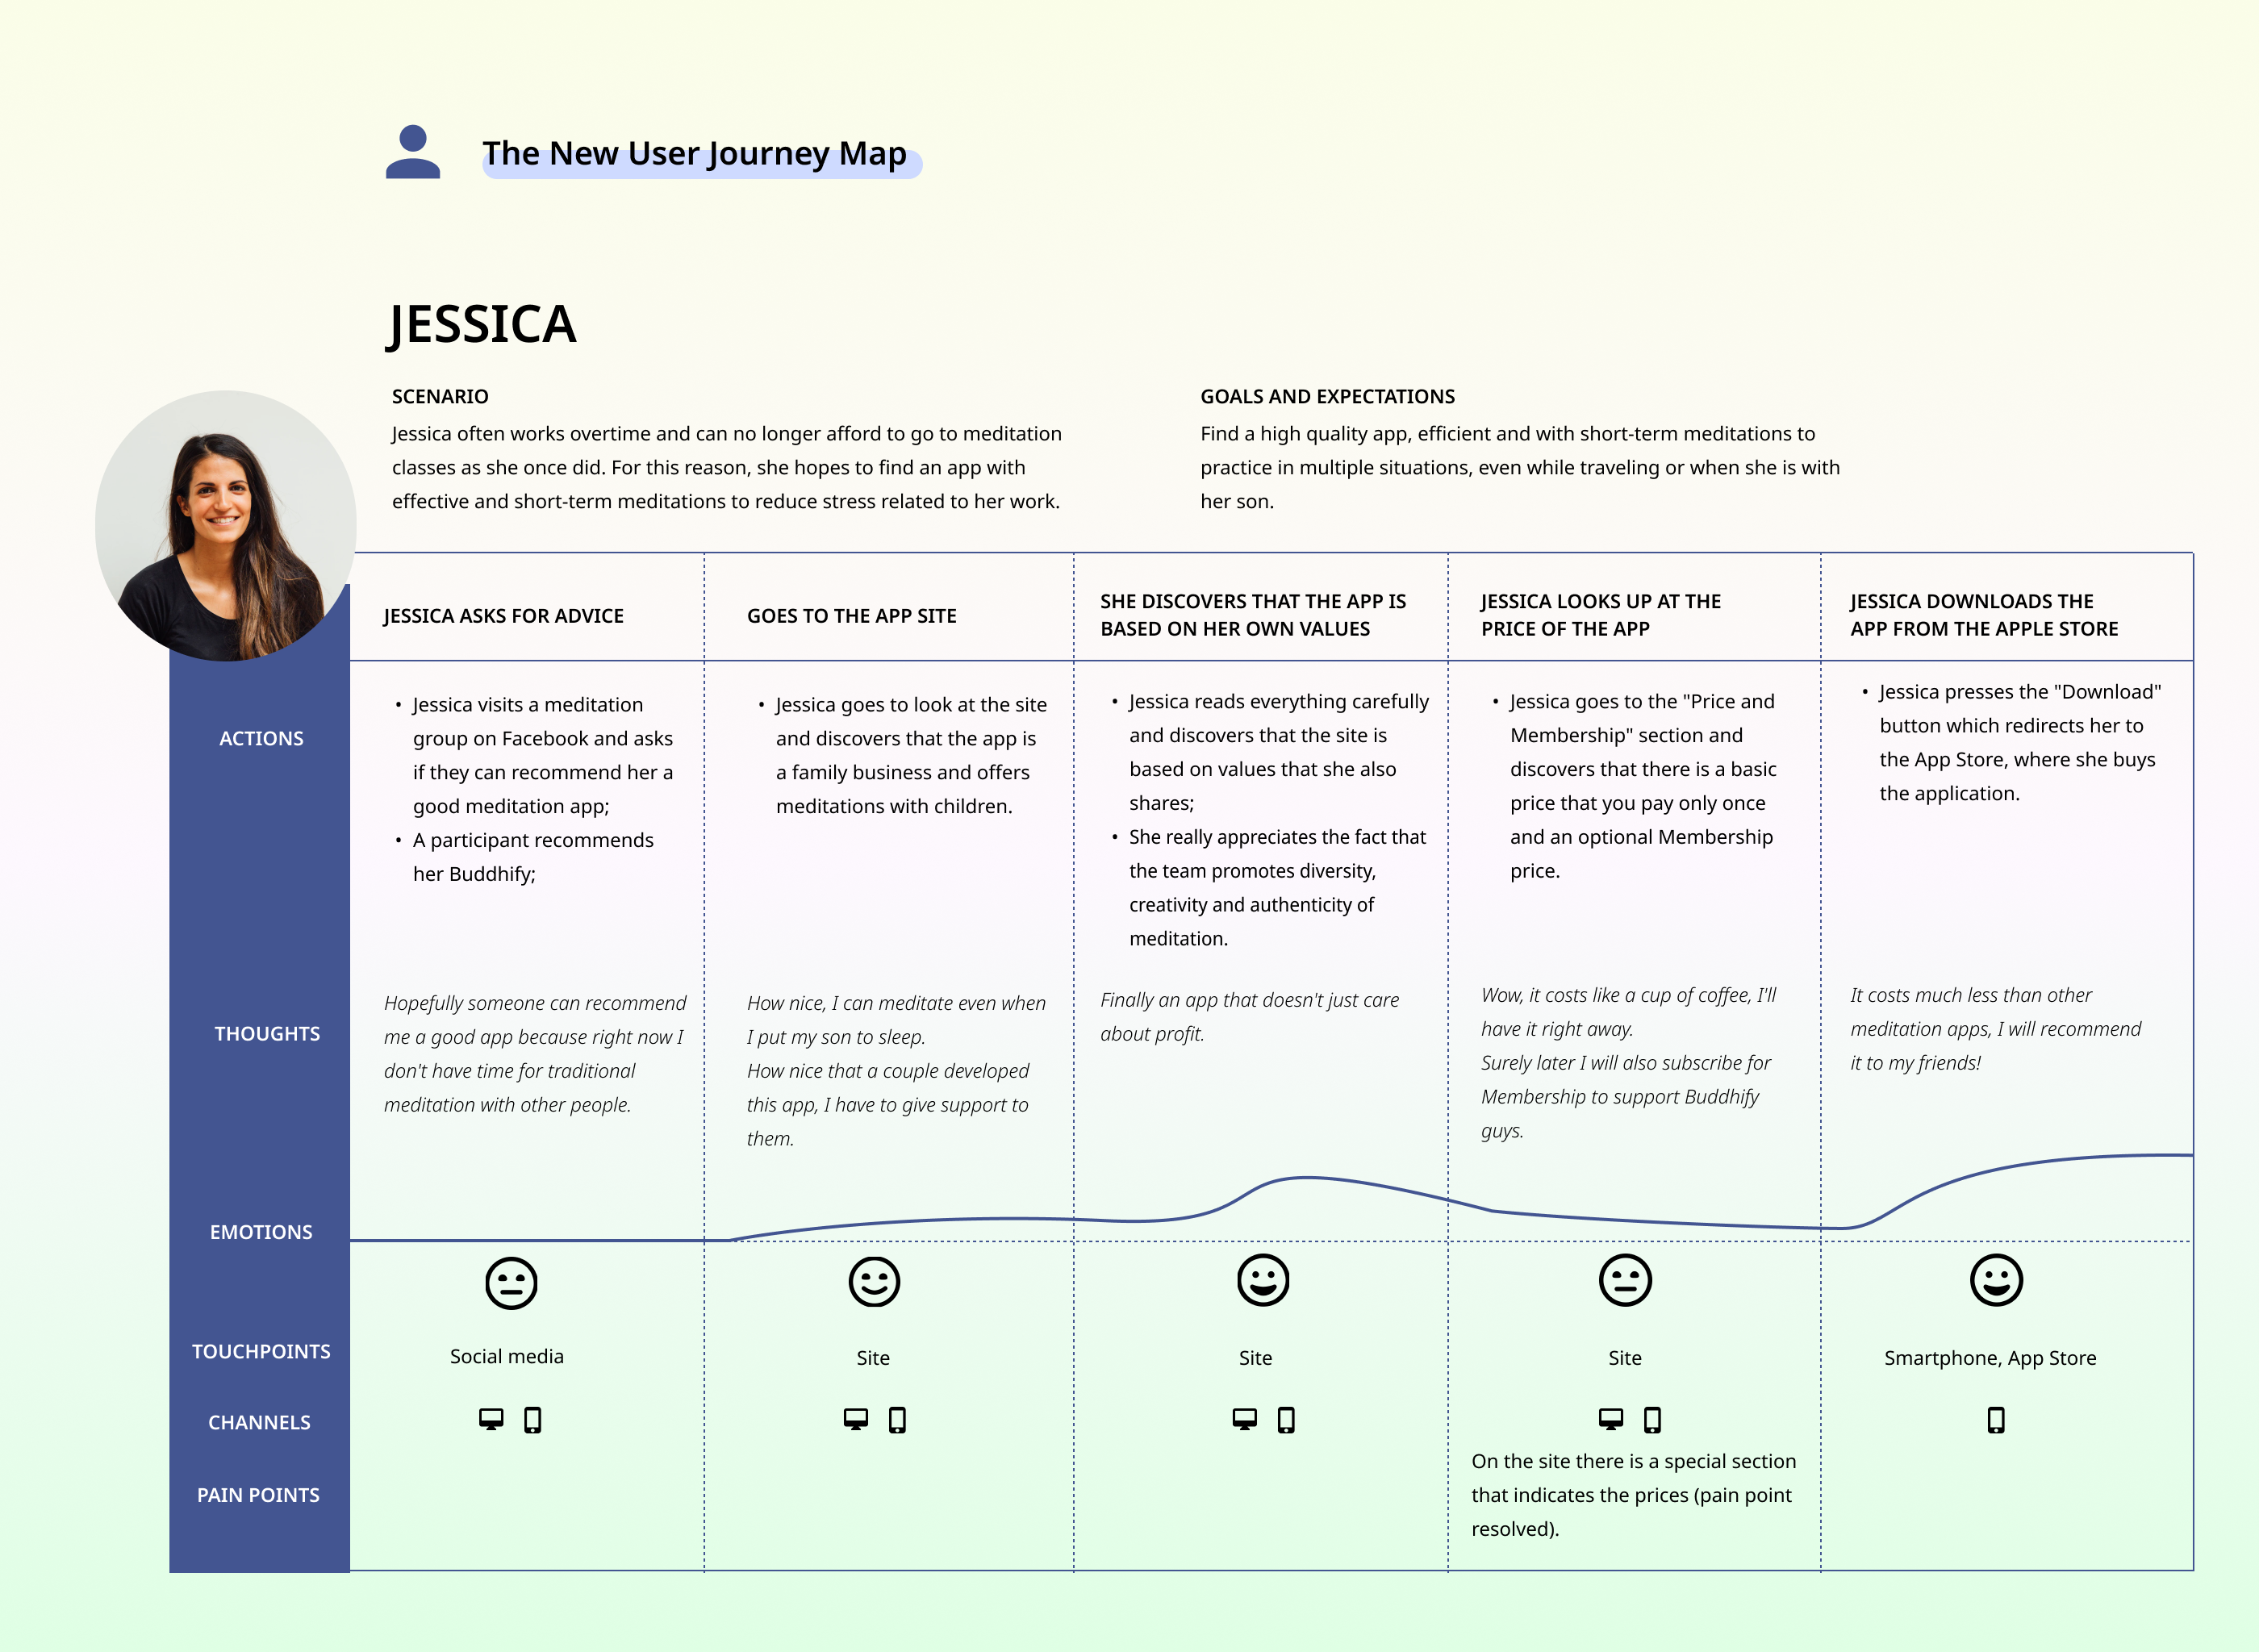 The New User Journey Map
JESSICA
SCENARIO
Jessica often works overtime and can no longer afford to go to meditation
classes as she once did. For this reason, she hopes to find an app with
effective and short-term meditations to reduce stress related to her work.
GOALS AND EXPECTATIONS
Find a high quality app, efficient and with short-term meditations to
practice in multiple situations, even while traveling or when she is with
her son.
JESSICA ASKS FOR ADVICE
GOES TO THE APP SITE
SHE DISCOVERS THAT THE APP IS
BASED ON HER OWN VALUES
JESSICA LOOKS UP AT THE
PRICE OF THE APP
JESSICA DOWNLOADS THE
APP FROM THE APPLE STORE
ACTIONS
• Jessica visits a meditation
group on Facebook and asks
if they can recommend her a
good meditation app;
• A participant recommends
her Buddhify;
• Jessica goes to look at the site
and discovers that the app is
a family business and offers
meditations with children.
• Jessica reads everything carefully
and discovers that the site is
based on values that she also
shares;
• She really appreciates the fact that
the team promotes diversity,
creativity and authenticity of
meditation.
• Jessica goes to the "Price and
Membership" section and
discovers that there is a basic
price that you pay only once
and an optional Membership
price.
• Jessica presses the "Download"
button which redirects her to
the App Store, where she buys
the application.
THOUGHTS
Hopefully someone can recommend
me a good app because right now I
don't have time for traditional
meditation with other people.
How nice, I can meditate even when
I put my son to sleep.
How nice that a couple developed
this app, I have to give support to
them.
Finally an app that doesn't just care
about profit.
Wow, it costs like a cup of coffee, I'll
have it right away.
Surely later I will also subscribe for
Membership to support Buddhify
guys.
It costs much less than other
meditation apps, I will recommend
it to my friends!
EMOTIONS
TOUCHPOINTS
Social media
Site
Site
Site
Smartphone, App Store
CHANNELS
PAIN POINTS
On the site there is a special section
that indicates the prices (pain point
resolved).